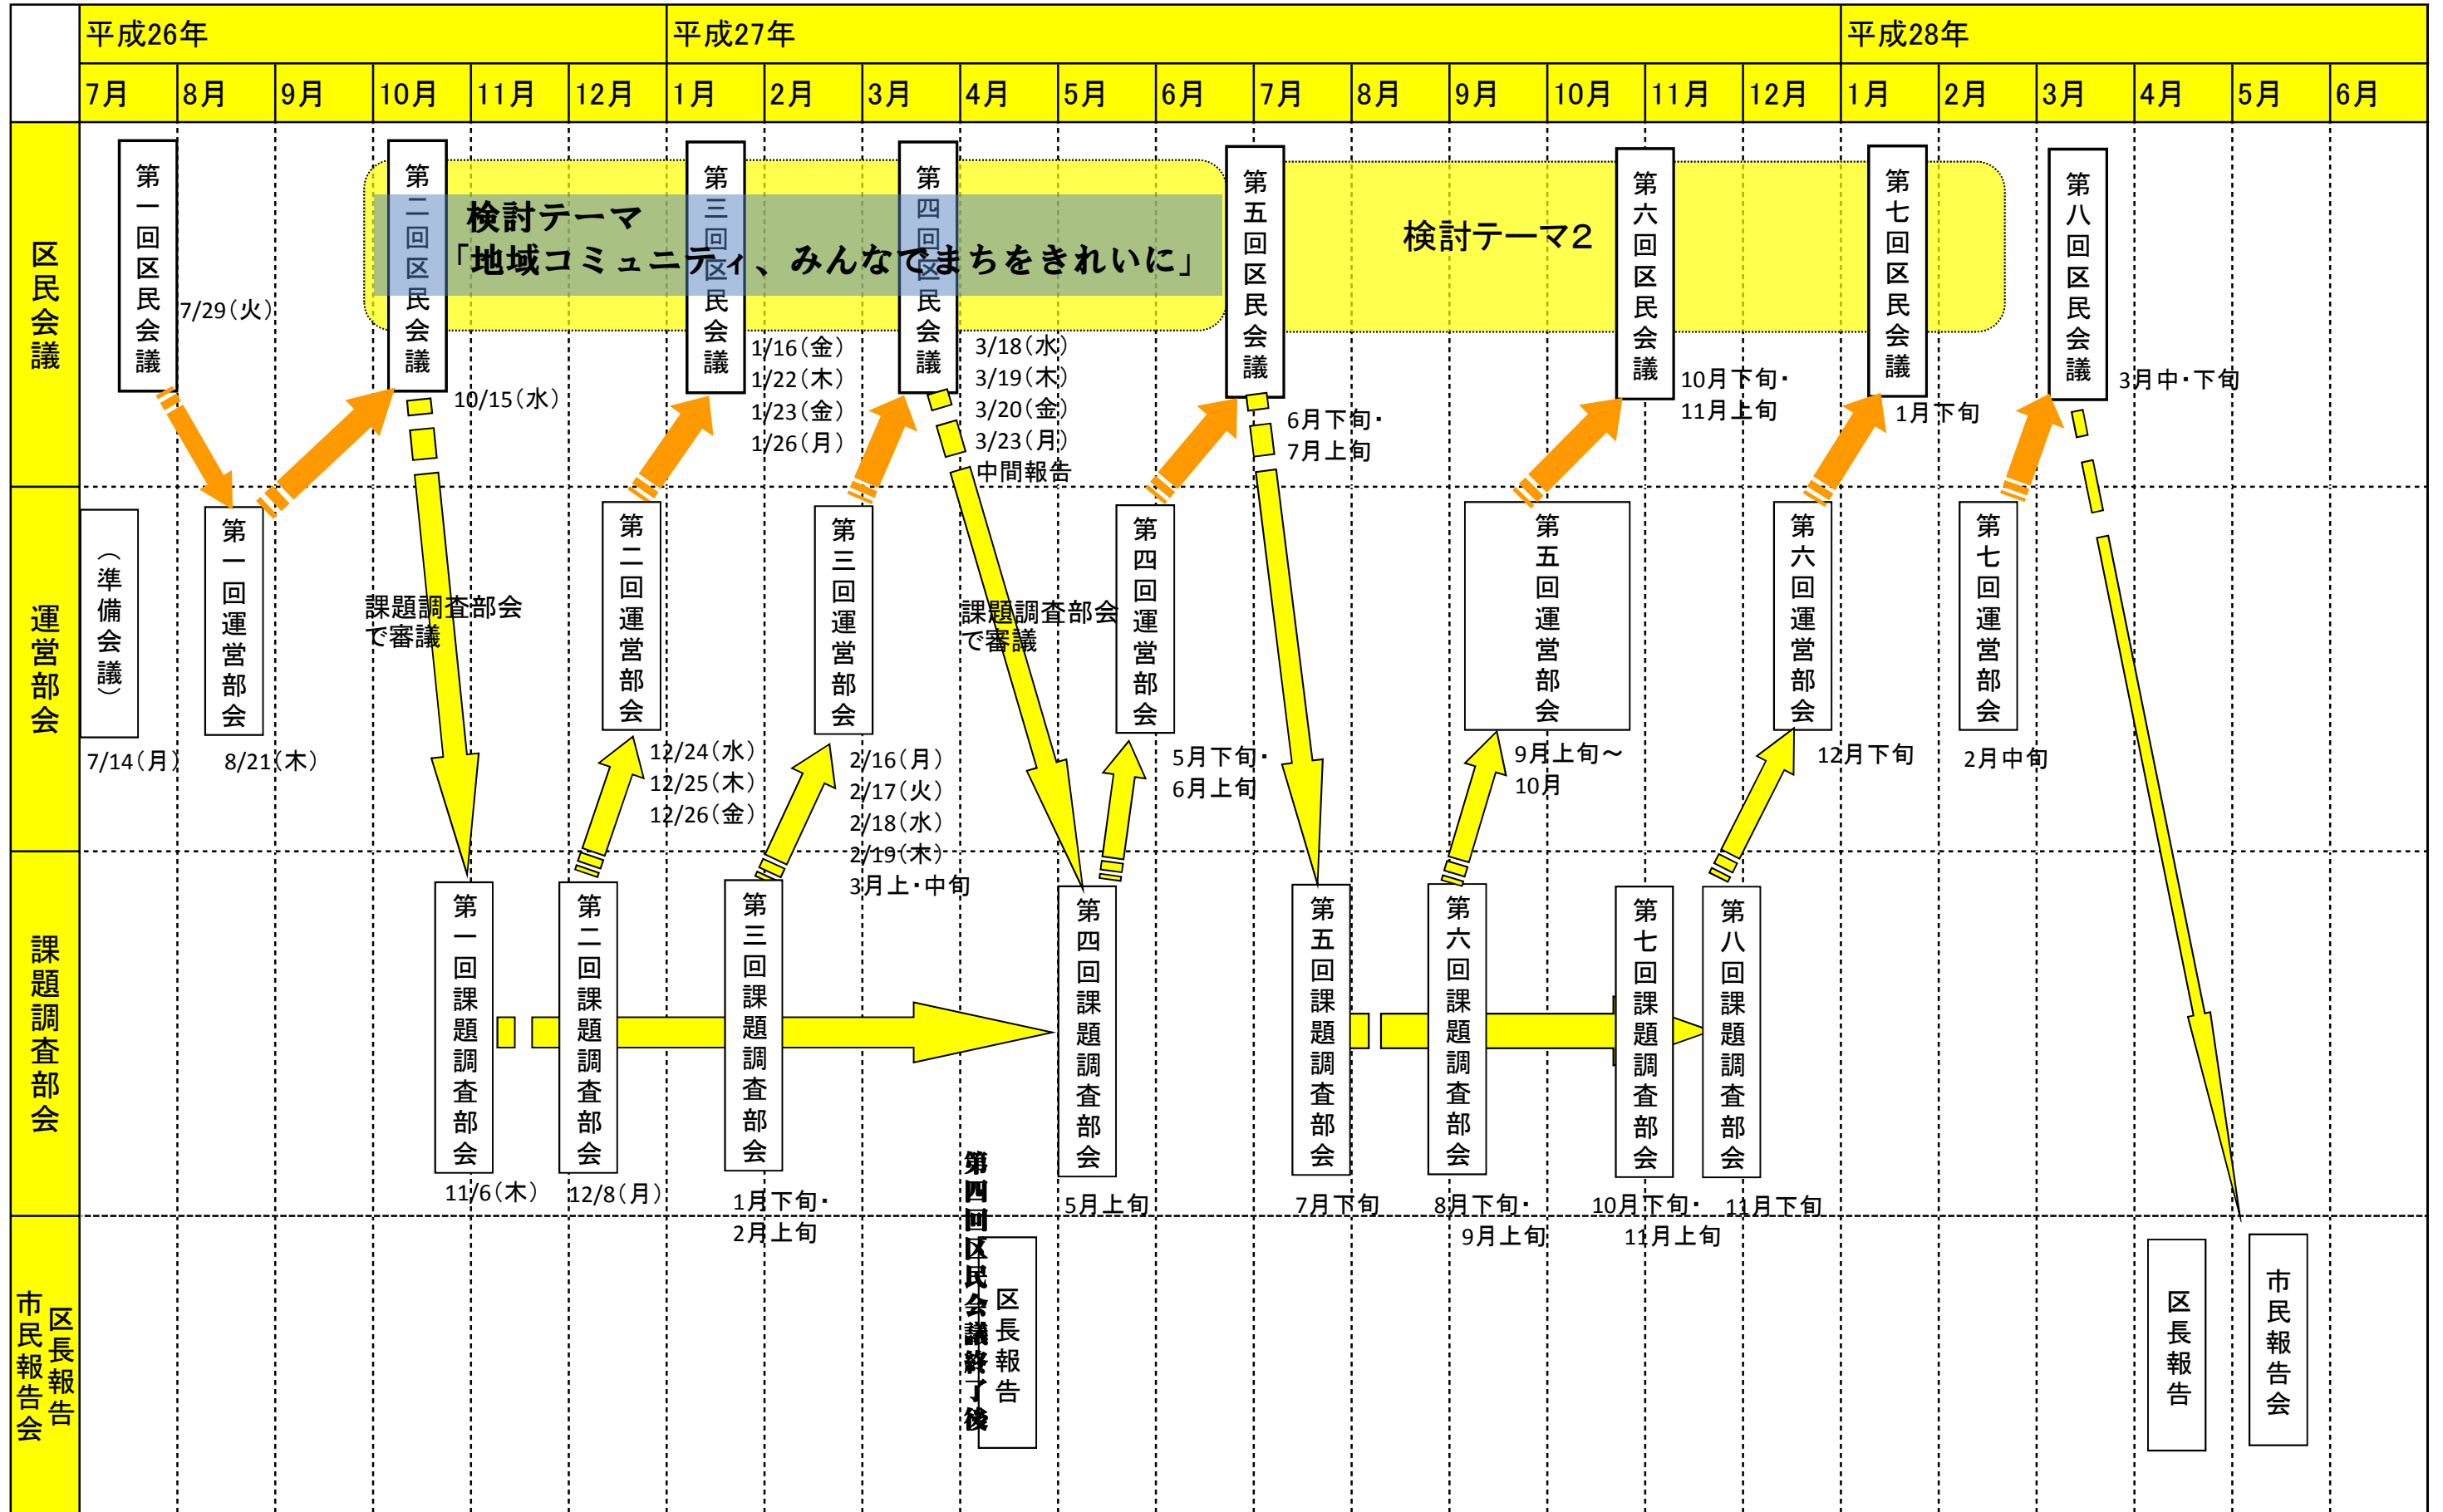 平成26年
平成27年
平成28年
7月 8月 9月 10月 11月 12月 1月 2月 3月 4月 5月 6月 7月 8月 9月 10月 11月 12月 1月 2月 3月 4月 5月 6月
区民会議
第一回区民会議
7/29(火)
第二回区民会議
10/15(水)
検討テーマ
「地域コミュニティ、みんなでまちをきれいに」
第三回区民会議
1/16(金)
1/22(木)
1/23(金)
1/26(月)
第四回区民会議
3/18(水)
3/19(木)
3/20(金)
3/23(月)
中間報告
第五回区民会議
6月下旬・
7月上旬
検討テーマ2
第六回区民会議
10月下旬・
11月上旬
第七回区民会議
1月下旬
第八回区民会議
3月中・下旬
運営部会
(準備会議)
7/14(月)
第一回運営部会
8/21(木)
課題調査部会
で審議
第二回運営部会
12/24(水)
12/25(木)
12/26(金)
第三回運営部会
2/16(月)
2/17(火)
2/18(水)
2/19(木)
3月上・中旬
課題調査部会
で審議
第四回運営部会
5月下旬・
6月上旬
第五回運営部会
9月上旬～
10月
第六回運営部会
12月下旬
第七回運営部会
2月中旬
課題調査部会
第一回課題調査部会
11/6(木)
第二回課題調査部会
12/8(月)
第三回課題調査部会
1月下旬・
2月上旬
第四回課題調査部会
5月上旬
第五回課題調査部会
7月下旬
第六回課題調査部会
8月下旬・
9月上旬
第七回課題調査部会
10月下旬・
11月上旬
第八回課題調査部会
11月下旬
区長報告
市民報告会
第四回区民会議終了後
区長報告
区長報告
市民報告会